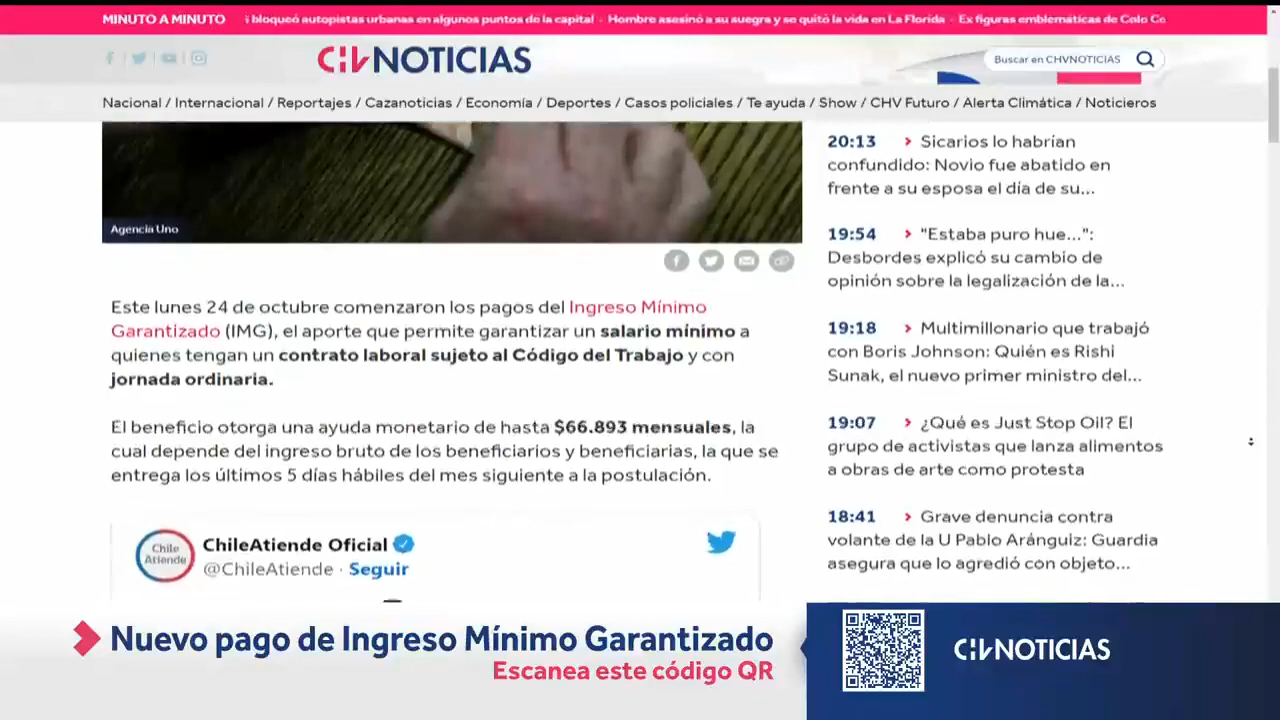 MINUTO A MINUTO
bloqueó autopistas urbanas en algunos puntos de la capital - Hombre asesinó a su suegra y se quitó la vida en La Florida - Ex figuras emblemáticas de Colo Co
CHVNOTICIAS
Buscar en CHVNOTICIAS
Nacional / Internacional / Reportajes / Cazanoticias / Economía / Deportes / Casos policiales / Te ayuda / Show / CHV Futuro / Alerta Climática / Noticieros
Agencia Uno
Este lunes 24 de octubre comenzaron los pagos del Ingreso Mínimo
Garantizado (IMG), el aporte que permite garantizar un salario mínimo a
quienes tengan un contrato laboral sujeto al Código del Trabajo y con
jornada ordinaria.
El beneficio otorga una ayuda monetario de hasta $66.893 mensuales, la
cual depende del ingreso bruto de los beneficiarios y beneficiarias, la que se
entrega los últimos 5 días hábiles del mes siguiente a la postulación.
Chile
Atiende
ChileAtiende Oficial
@ChileAtiende · Seguir
20:13 > Sicarios lo habrían
confundido: Novio fue abatido en
frente a su esposa el día de su...
19:54 > "Estaba puro hue...":
Desbordes explicó su cambio de
opinión sobre la legalización de la...
19:18 > Multimillonario que trabajó
con Boris Johnson: Quién es Rishi
Sunak, el nuevo primer ministro del...
19:07 > ¿Qué es Just Stop Oil? El
grupo de activistas que lanza alimentos
a obras de arte como protesta
18:41 > Grave denuncia contra
volante de la U Pablo Aránguiz: Guardia
asegura que lo agredió con objeto...
Nuevo pago de Ingreso Mínimo Garantizado
Escanea este código QR
CHVNOTICIAS